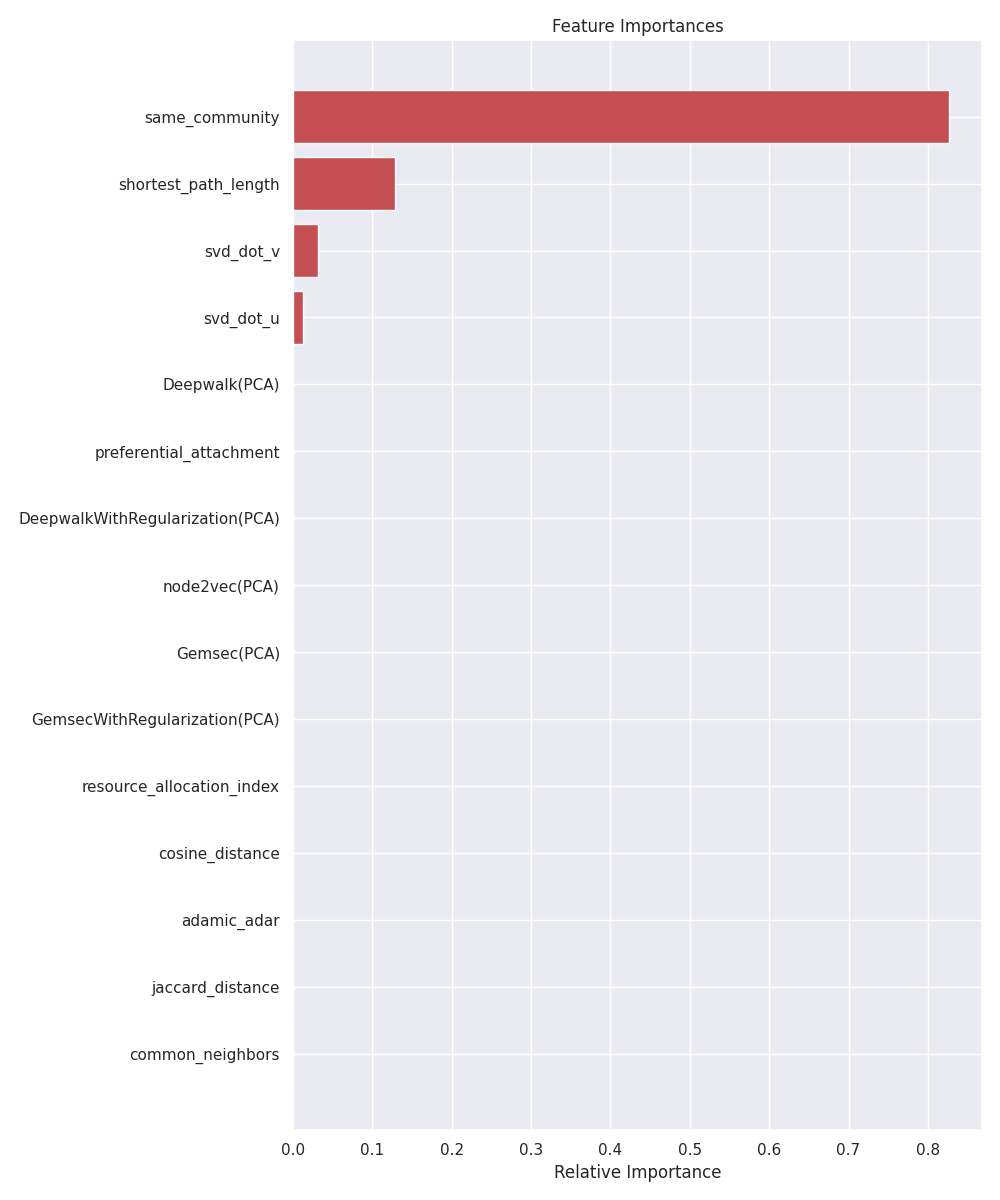 Feature Importances
same_community
shortest_path_length
svd_dot_v
svd_dot_u
Deepwalk(PCA)
preferential_attachment
DeepwalkWithRegularization(PCA)
node2vec(PCA)
Gemsec(PCA)
GemsecWithRegularization(PCA)
resource_allocation_index
cosine_distance
adamic_adar
jaccard_distance
common_neighbors
0.0 0.1 0.2 0.3 0.4 0.5 0.6 0.7 0.8
Relative Importance